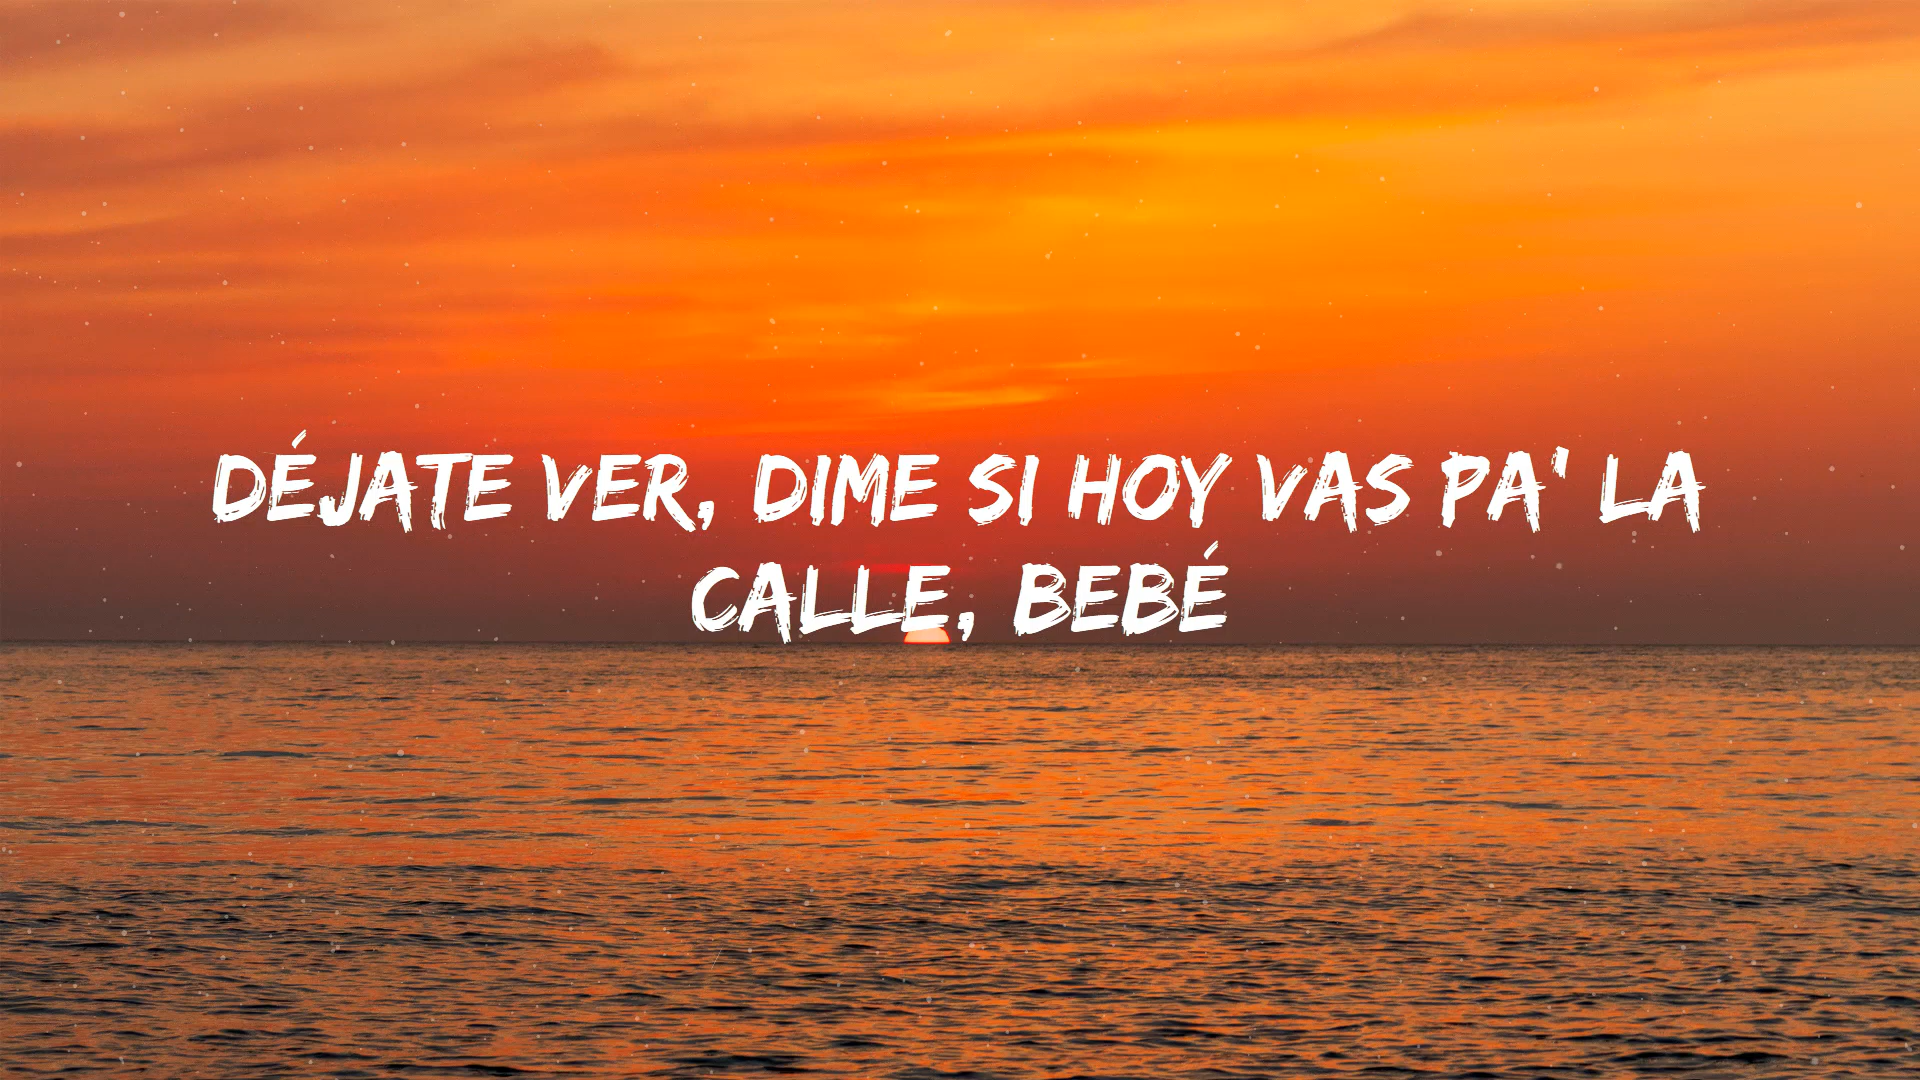 DÉJATE VER, DIME SI HOY VAS PA' LA
CALLE, BEBÉ